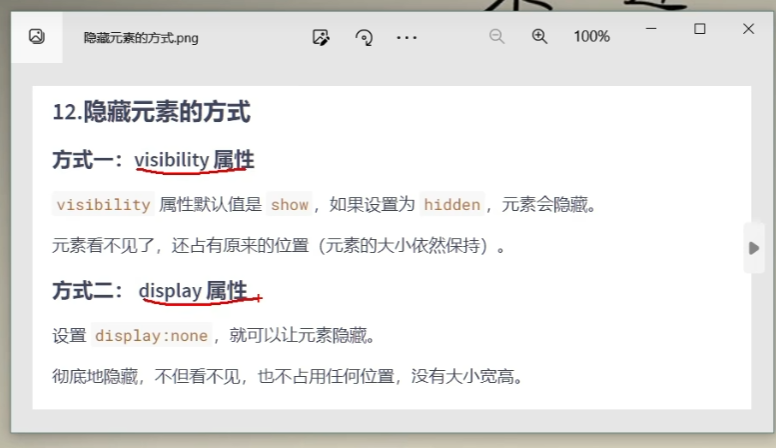 隐藏元素的方式.png
100%
12.隐藏元素的方式
方式一：visibility 属性
visibility 属性默认值是 show，如果设置为 hidden，元素会隐藏。
元素看不见了，还占有原来的位置（元素的大小依然保持）。
方式二： display 属性
设置 display:none，就可以让元素隐藏。
彻底地隐藏，不但看不见，也不占用任何位置，没有大小宽高。